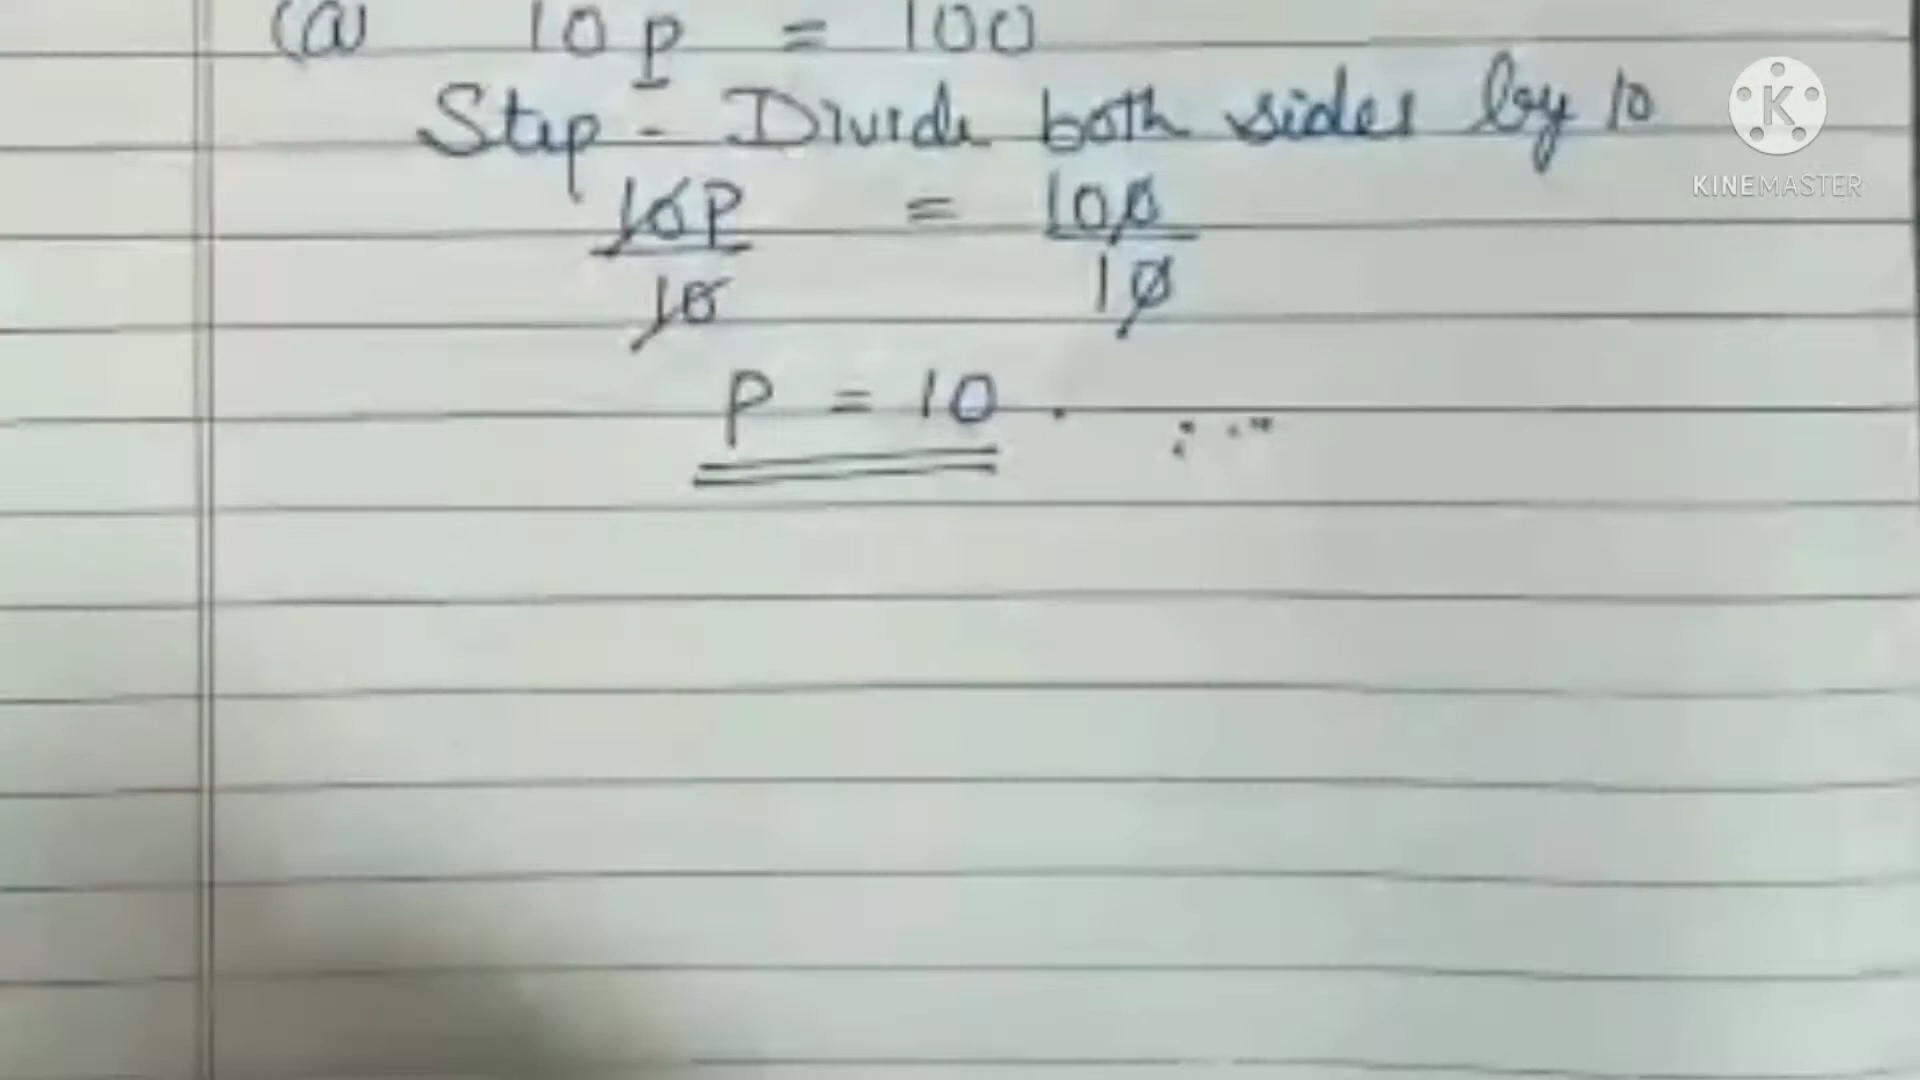 (a) 10p = 100
Step - Divide both sides by 10
10p/10 = 100/10
p = 10.
KINEMASTER